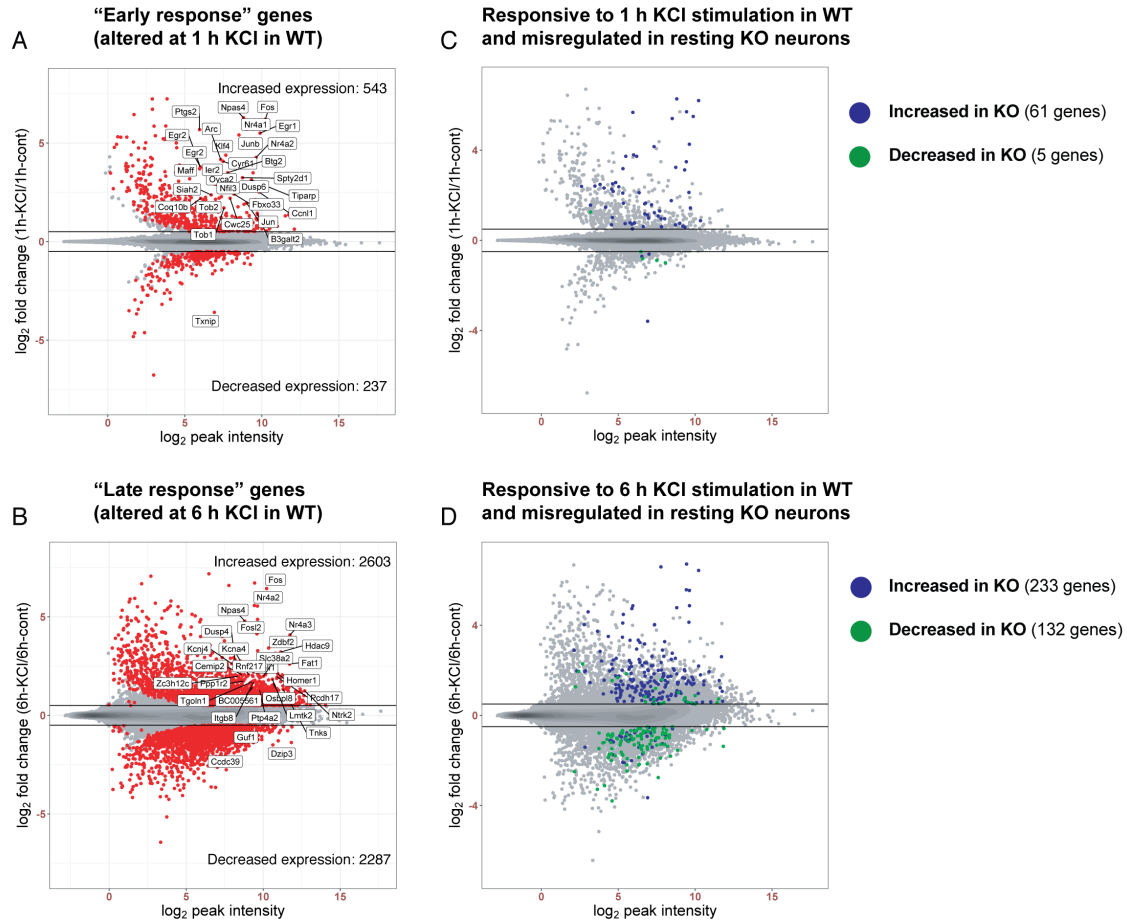 “Early response” genes
(altered at 1 h KCl in WT)
A
Increased expression: 543
Ptgs2
Npas4
Fos
Arc
Nr4a1
Egr1
Egr2
Klf4
Junb
Nr4a2
Egr2
Cyr61
Btg2
Maff
Ier2
Spty2d1
Siah2
Nfil3
Dusp6
Tiparp
Coq10b
Tob2
Fbxo33
Ccnl1
Cwc25
Jun
Tob1
B3galt2
Txnip
Decreased expression: 237
log2 fold change (1h-KCl/1h-cont)
5
0
-5
0
5
10
15
log2 peak intensity
Responsive to 1 h KCl stimulation in WT
and misregulated in resting KO neurons
C
log2 fold change (1h-KCl/1h-cont)
4
0
-4
0
5
10
15
log2 peak intensity
Increased in KO (61 genes)
Decreased in KO (5 genes)
“Late response” genes
(altered at 6 h KCl in WT)
B
Increased expression: 2603
Fos
Nr4a2
Npas4
Nr4a3
Dusp4
Fosl2
Zdbf2
Kcnj4
Kcna4
Hdac9
Cemip2
Rnf217
Slc38a2
Fat1
Zc3h12c
Ppp1r2
Homer1
Tgoln1
BC005561
Osbpl8
Pcdh17
Itgb8
Ptp4a2
Lmtk2
Ntrk2
Guf1
Tnks
Ccdc39
Dzip3
Decreased expression: 2287
log2 fold change (6h-KCl/6h-cont)
5
0
-5
0
5
10
15
log2 peak intensity
Responsive to 6 h KCl stimulation in WT
and misregulated in resting KO neurons
D
log2 fold change (6h-KCl/6h-cont)
4
0
-4
0
5
10
15
log2 peak intensity
Increased in KO (233 genes)
Decreased in KO (132 genes)